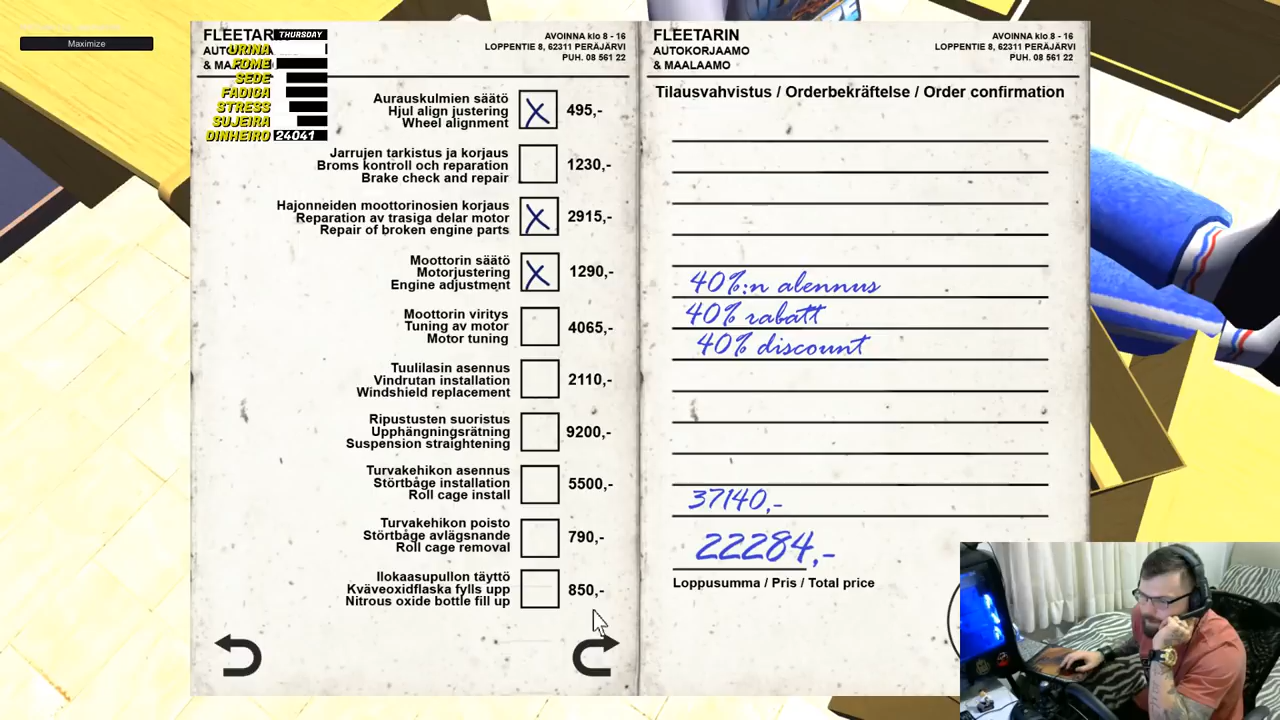 Maximize
FLEETARI
AUTO
& MA
THURSDAY
URINA
FOME
SEDE
FADIGA
STRESS
SUJEIRA
DINHEIRO 24041
AVOINNA klo 8 - 16
LOPPENTIE 8, 62311 PERÄJÄRVI
PUH. 08 561 22
Aurauskulmien säätö
Hjul align justering
Wheel alignment
X 495,-
Jarrujen tarkistus ja korjaus
Broms kontroll och reparation
Brake check and repair
1230,-
Hajonneiden moottorinosien korjaus
Reparation av trasiga delar motor
Repair of broken engine parts
X 2915,-
Moottorin säätö
Motorjustering
Engine adjustment
X 1290,-
Moottorin viritys
Tuning av motor
Motor tuning
4065,-
Tuulilasin asennus
Vindrutan installation
Windshield replacement
2110,-
Ripustusten suoristus
Upphängningsrätning
Suspension straightening
9200,-
Turvakehikon asennus
Störtbåge installation
Roll cage install
5500,-
Turvakehikon poisto
Störtbåge avlägsnande
Roll cage removal
790,-
Ilokaasupullon täyttö
Kväveoxidflaska fylls upp
Nitrous oxide bottle fill up
850,-
FLEETARIN
AUTOKORJAAMO
& MAALAAMO
AVOINNA klo 8 - 16
LOPPENTIE 8, 62311 PERÄJÄRVI
PUH. 08 561 22
Tilausvahvistus / Orderbekräftelse / Order confirmation
40%:n alennus
40% rabatt
40% discount
37140,-
22284,-
Loppusumma / Pris / Total price